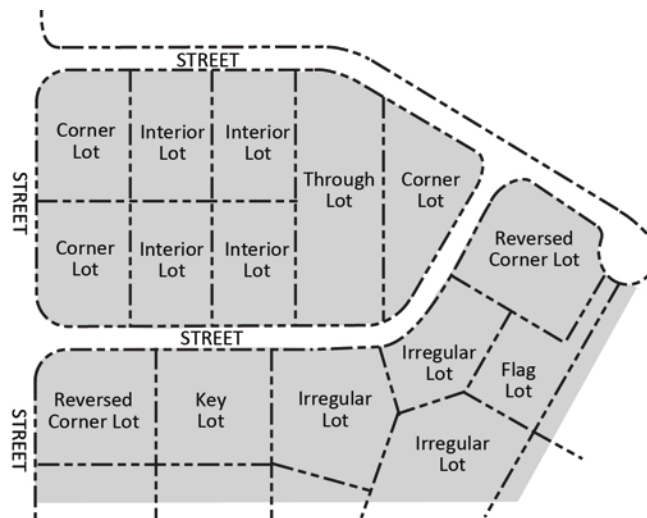 STREET
Corner
Lot
Interior
Lot
Interior
Lot
Through
Lot
Corner
Lot
STREET
Corner
Lot
Interior
Lot
Interior
Lot
Reversed
Corner Lot
STREET
Irregular
Lot
Flag
Lot
Reversed
Corner Lot
Key
Lot
Irregular
Lot
Irregular
Lot
STREET